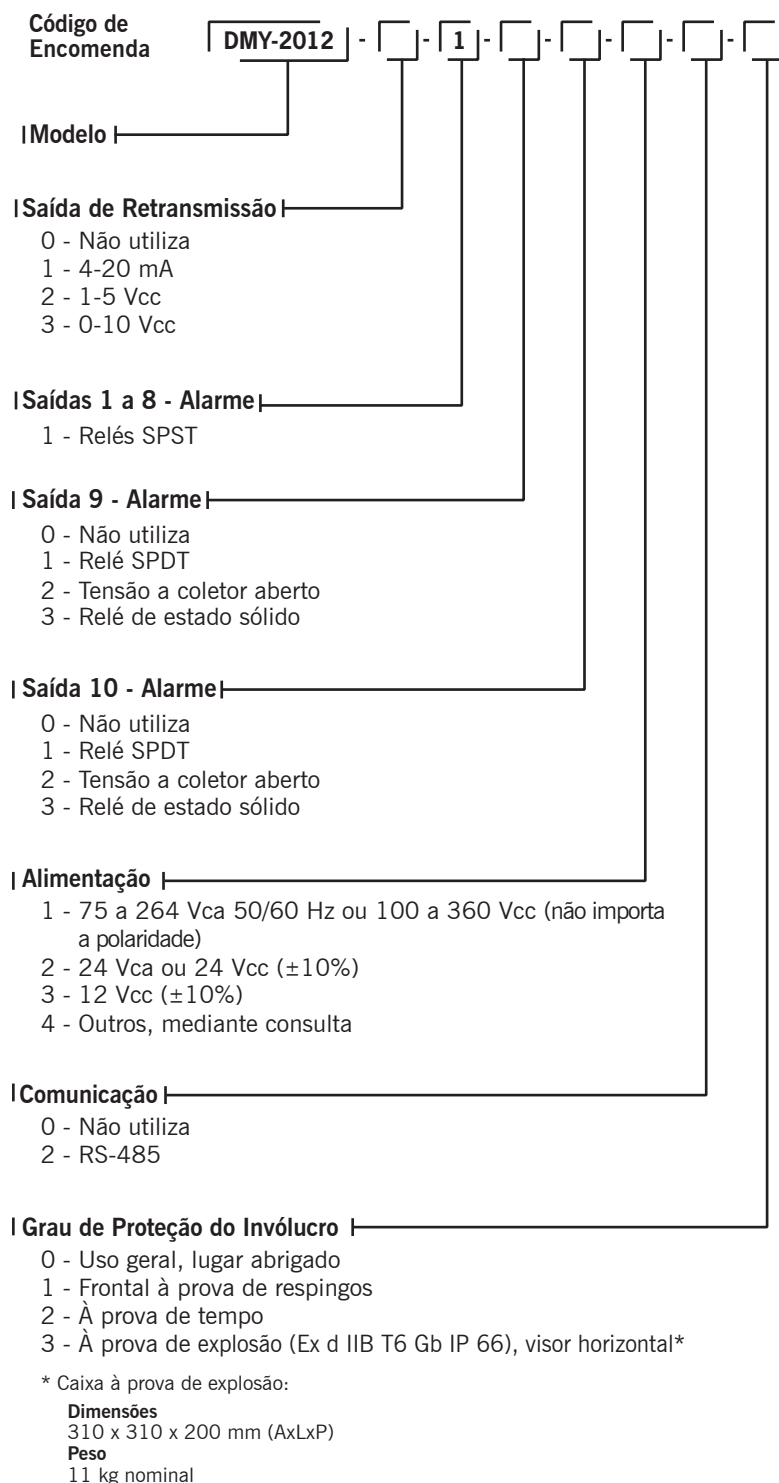 Código de
Encomenda
DMY-2012 - - 1 - - - - -
Modelo
Saída de Retransmissão
0 - Não utiliza
1 - 4-20 mA
2 - 1-5 Vcc
3 - 0-10 Vcc
Saídas 1 a 8 - Alarme
1 - Relés SPST
Saída 9 - Alarme
0 - Não utiliza
1 - Relé SPDT
2 - Tensão a coletor aberto
3 - Relé de estado sólido
Saída 10 - Alarme
0 - Não utiliza
1 - Relé SPDT
2 - Tensão a coletor aberto
3 - Relé de estado sólido
Alimentação
1 - 75 a 264 Vca 50/60 Hz ou 100 a 360 Vcc (não importa
a polaridade)
2 - 24 Vca ou 24 Vcc (±10%)
3 - 12 Vcc (±10%)
4 - Outros, mediante consulta
Comunicação
0 - Não utiliza
2 - RS-485
Grau de Proteção do Invólucro
0 - Uso geral, lugar abrigado
1 - Frontal à prova de respingos
2 - À prova de tempo
3 - À prova de explosão (Ex d IIB T6 Gb IP 66), visor horizontal*
* Caixa à prova de explosão:
Dimensões
310 x 310 x 200 mm (AxLxP)
Peso
11 kg nominal